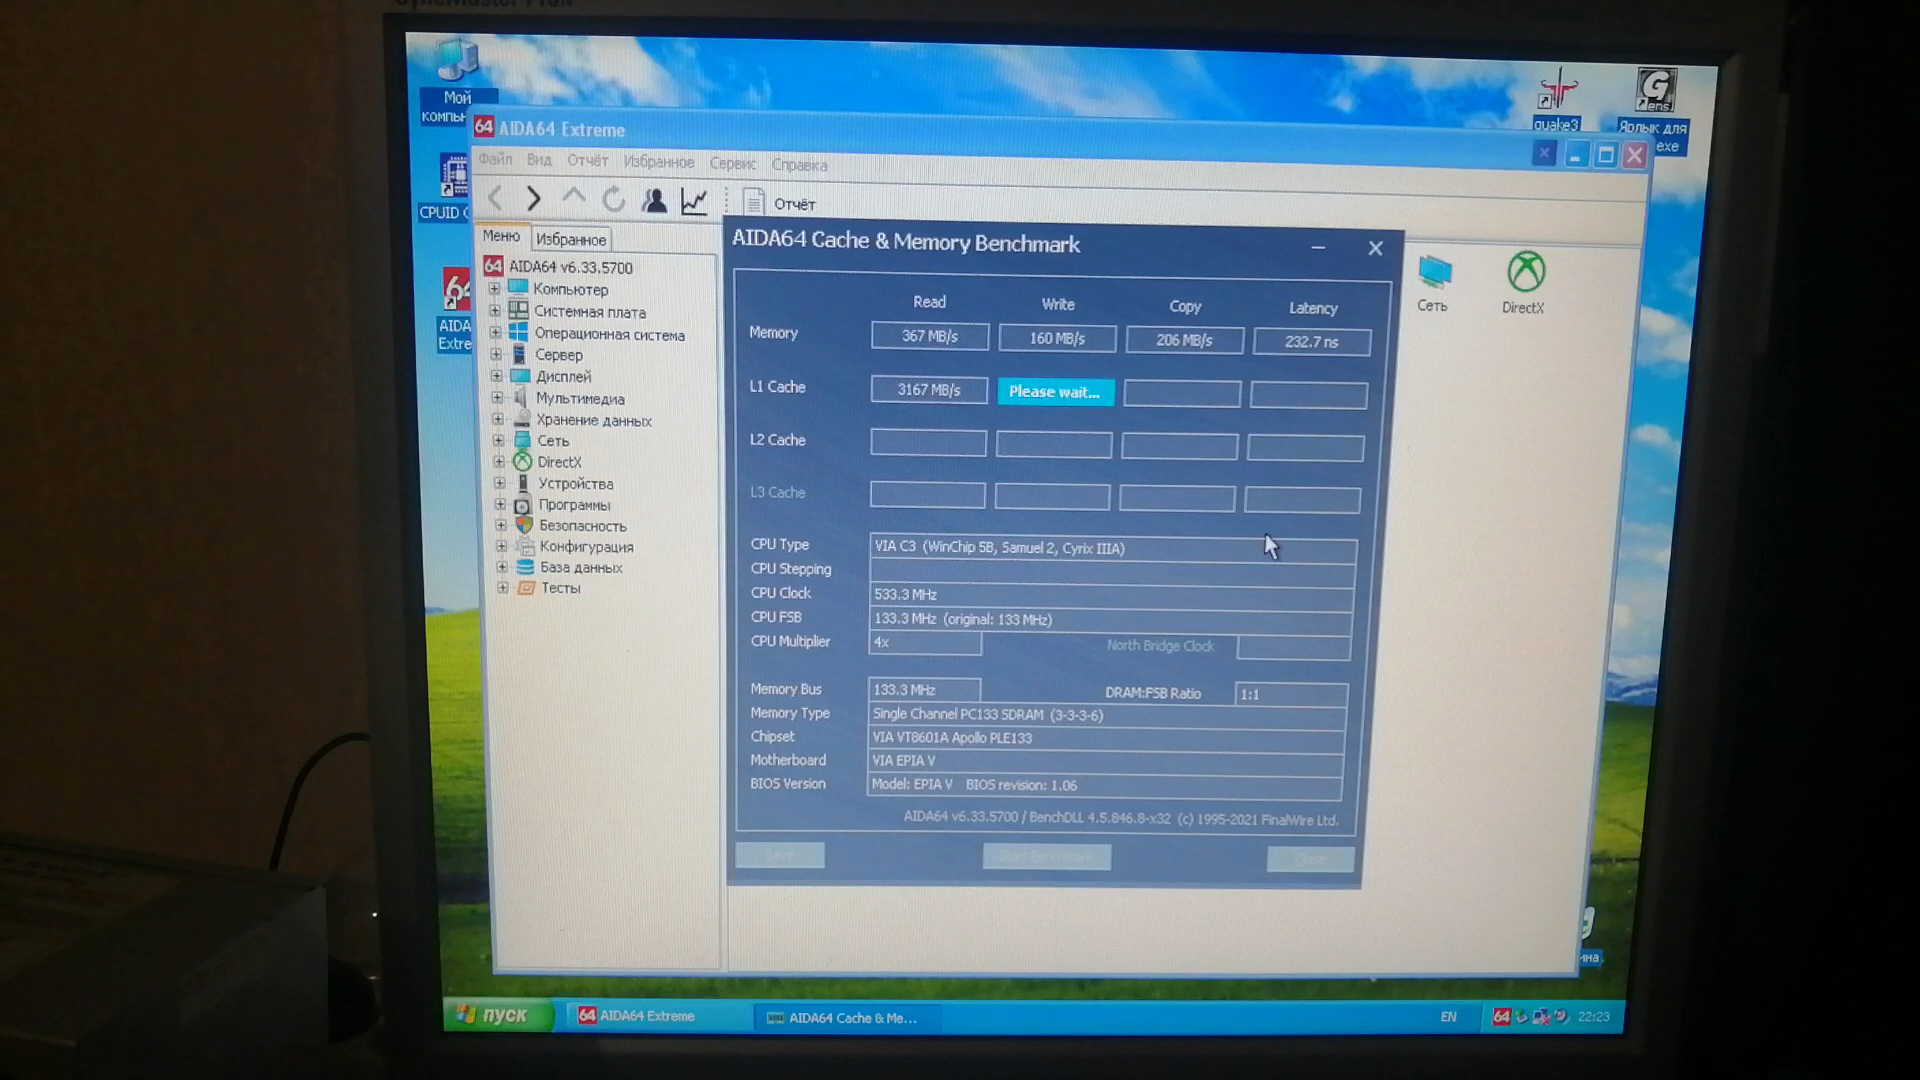 Мой
AIDA64 Extreme
quake3
Gens
Ярлык для
exe
Файл Вид Отчёт Избранное Сервис Справка
CPUID
Отчёт
Меню Избранное
AIDA64 Cache & Memory Benchmark
64 AIDA64 v6.33.5700
Компьютер
Системная плата
Операционная система
Сервер
Дисплей
Мультимедиа
Хранение данных
Сеть
DirectX
Устройства
Программы
Безопасность
Конфигурация
База данных
Тесты
Сеть
DirectX
Read Write Copy Latency
Memory 367 MB/s 160 MB/s 206 MB/s 232.7 ns
L1 Cache 3167 MB/s Please wait...
L2 Cache
L3 Cache
CPU Type VIA C3 (WinChip 5B, Samuel 2, Cyrix IIIA)
CPU Stepping
CPU Clock 533.3 MHz
CPU FSB 133.3 MHz (original: 133 MHz)
CPU Multiplier 4x North Bridge Clock
Memory Bus 133.3 MHz DRAM:FSB Ratio 1:1
Memory Type Single Channel PC133 SDRAM (3-3-3-6)
Chipset VIA VT8601A Apollo PLE133
Motherboard VIA EPIA V
BIOS Version Model: EPIA V BIOS revision: 1.06
AIDA64 v6.33.5700 / BenchDLL 4.5.846.8-x32 (c) 1995-2021 FinalWire Ltd.
Save Start Benchmark Close
пуск 64 AIDA64 Extreme AIDA64 Cache & Me... EN 64 22:23